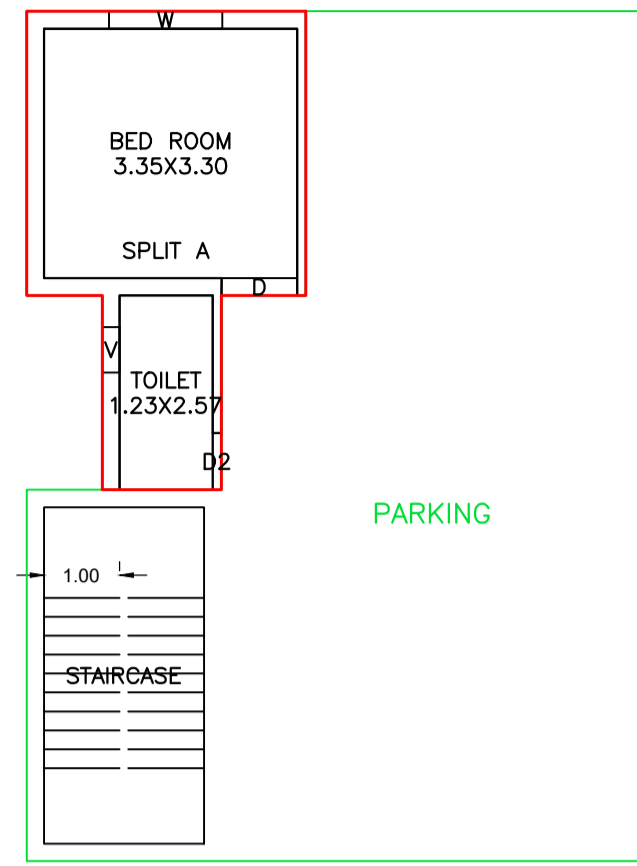 W
BED ROOM
3.35X3.30
SPLIT A
D
V
TOILET
1.23X2.57
D2
PARKING
1.00
STAIRCASE